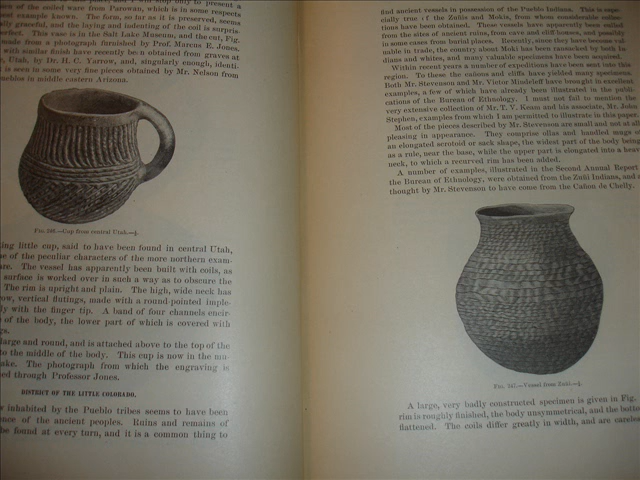 of the coiled ware from Parowan, which is in some respects
est example known. The form, so far as it is preserved, seems
ly graceful, and the laying and indenting of the coil is surpris-
erfect. This vase is in the Salt Lake Museum, and the cut, Fig.
made from a photograph furnished by Prof. Marcus E. Jones.
with similar finish have recently been obtained from graves at
, Utah, by Dr. H. C. Yarrow, and, singularly enough, identi-
t is seen in some very fine pieces obtained by Mr. Nelson from
meblos in middle eastern Arizona.
Cup from central Utah.—
ing little cup, said to have been found in central Utah,
se of the peculiar characters of the more northern exam-
are. The vessel has apparently been built with coils, as
surface is worked over in such a way as to obscure the
The rim is upright and plain. The high, wide neck has
row, vertical flutings, made with a round-pointed imple-
ly with the finger tip. A band of four channels encir-
of the body, the lower part of which is covered with
gs.
large and round, and is attached above to the top of the
to the middle of the body. This cup is now in the mu-
ake. The photograph from which the engraving is
ed through Professor Jones.
DISTRICT OF THE LITTLE COLORADO.
w inhabited by the Pueblo tribes seems to have been
ence of the ancient peoples. Ruins and remains of
be found at every turn, and it is a common thing to
find ancient vessels in possession of the Pueblo Indians. This is espe-
cially true of the Zuñis and Mokis, from whom considerable collec-
tions have been obtained. These vessels have apparently been collected
from the sites of ancient ruins, from cave and cliff-houses, and possibly
in some cases from burial places. Recently, since they have become val-
uable in trade, the country about Moki has been ransacked by both In-
dians and whites, and many valuable specimens have been acquired.
Within recent years a number of expeditions have been sent into this
region. To these the cañons and cliffs have yielded many specimens.
Both Mr. Stevenson and Mr. Victor Mindeleff have brought in excellent
examples, a few of which have already been illustrated in the publi-
cations of the Bureau of Ethnology. I must not fail to mention the
very extensive collection of Mr. T. V. Keam and his associate, Mr. John
Stephen, examples from which I am permitted to illustrate in this paper.
Most of the pieces described by Mr. Stevenson are small and not at all
pleasing in appearance. They comprise ollas and handled mugs
an elongated scrotoid or sack shape, the widest part of the body being
as a rule, near the base, while the upper part is elongated into a heavy
neck, to which a recurved rim has been added.
A number of examples, illustrated in the Second Annual Report
the Bureau of Ethnology, were obtained from the Zuñi Indians, and
thought by Mr. Stevenson to have come from the Cañon de Chelly.
Vessel from Zuñi.—
A large, very badly constructed specimen is given in Fig.
rim is roughly finished, the body unsymmetrical, and the bottom
flattened. The coils differ greatly in width, and are careless